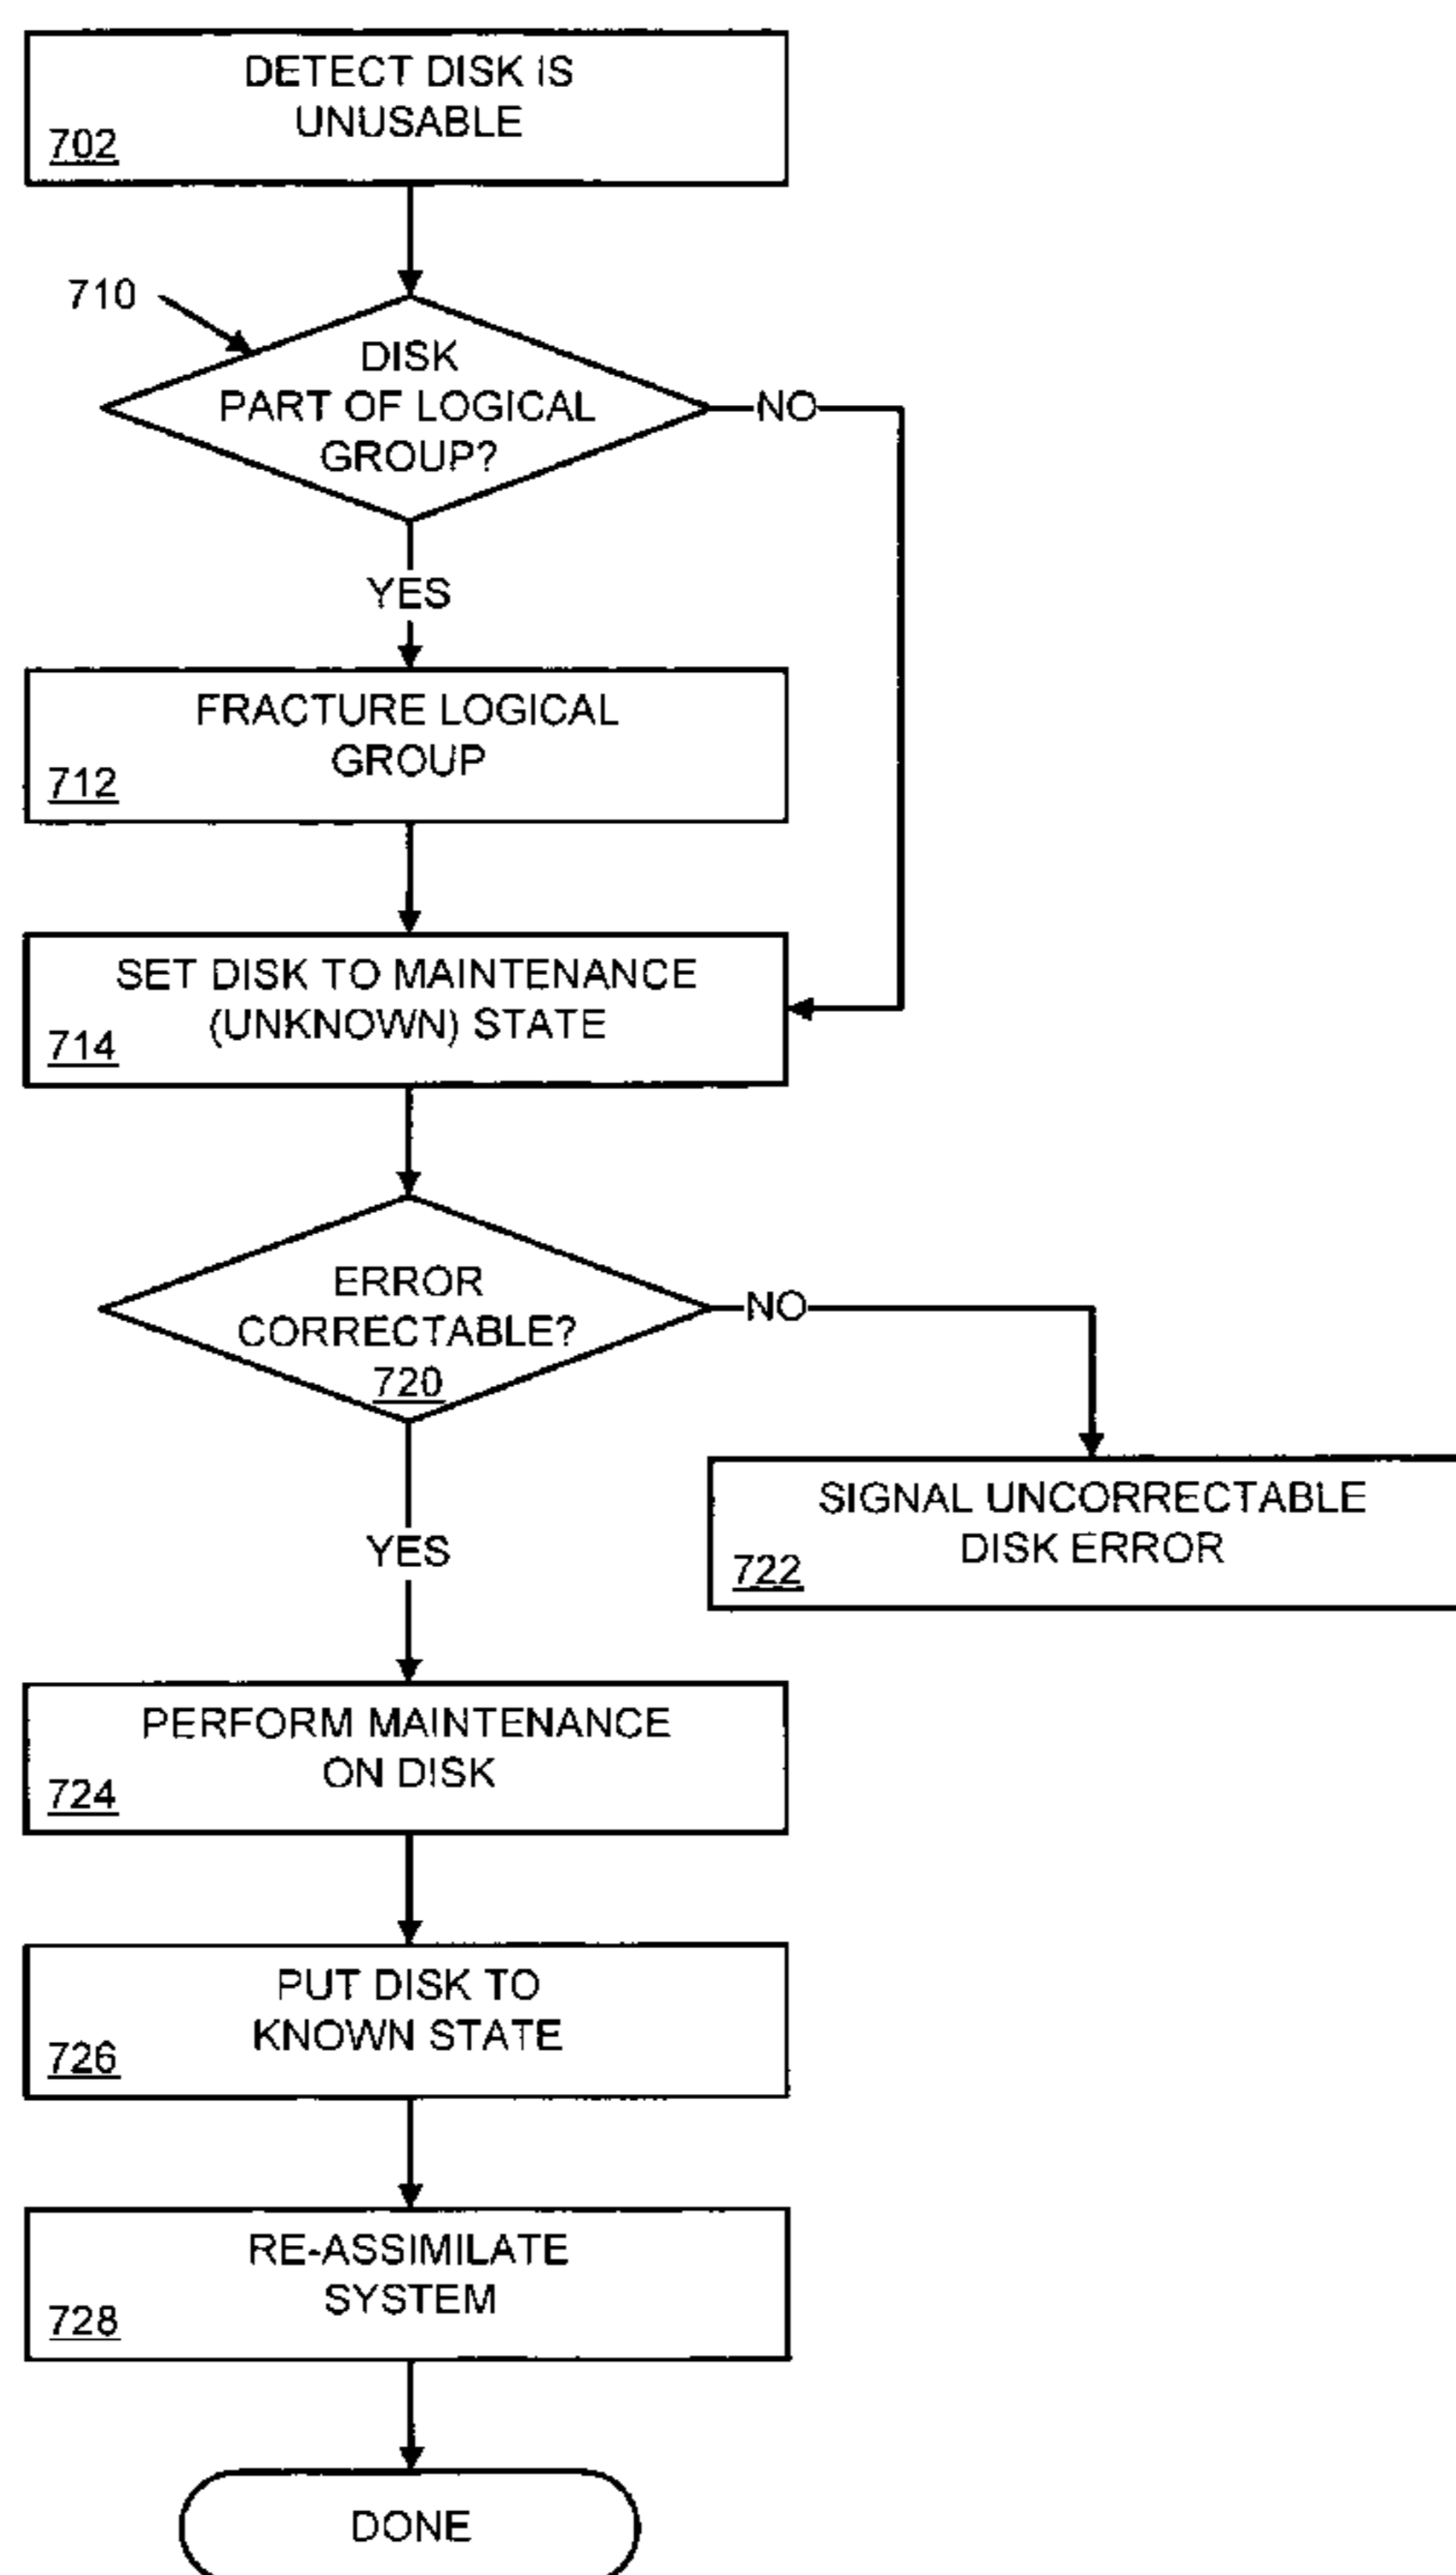 DETECT DISK IS
UNUSABLE
702
710
DISK
PART OF LOGICAL
GROUP?
NO
YES
FRACTURE LOGICAL
GROUP
712
SET DISK TO MAINTENANCE
(UNKNOWN) STATE
714
ERROR
CORRECTABLE?
720
NO
SIGNAL UNCORRECTABLE
DISK ERROR
722
YES
PERFORM MAINTENANCE
ON DISK
724
PUT DISK TO
KNOWN STATE
726
RE-ASSIMILATE
SYSTEM
728
DONE